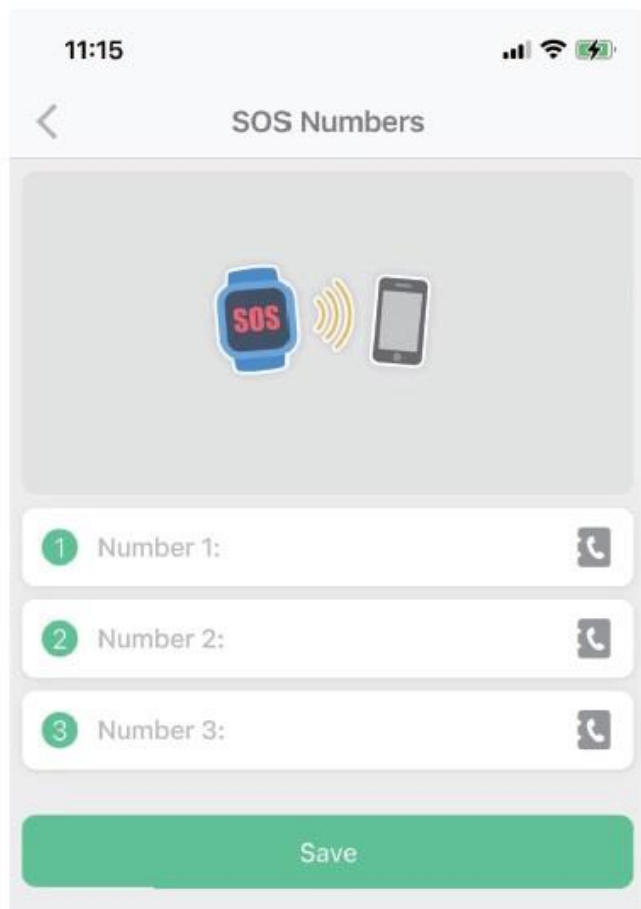 11:15
SOS Numbers
SOS
1 Number 1:
2 Number 2:
3 Number 3:
Save